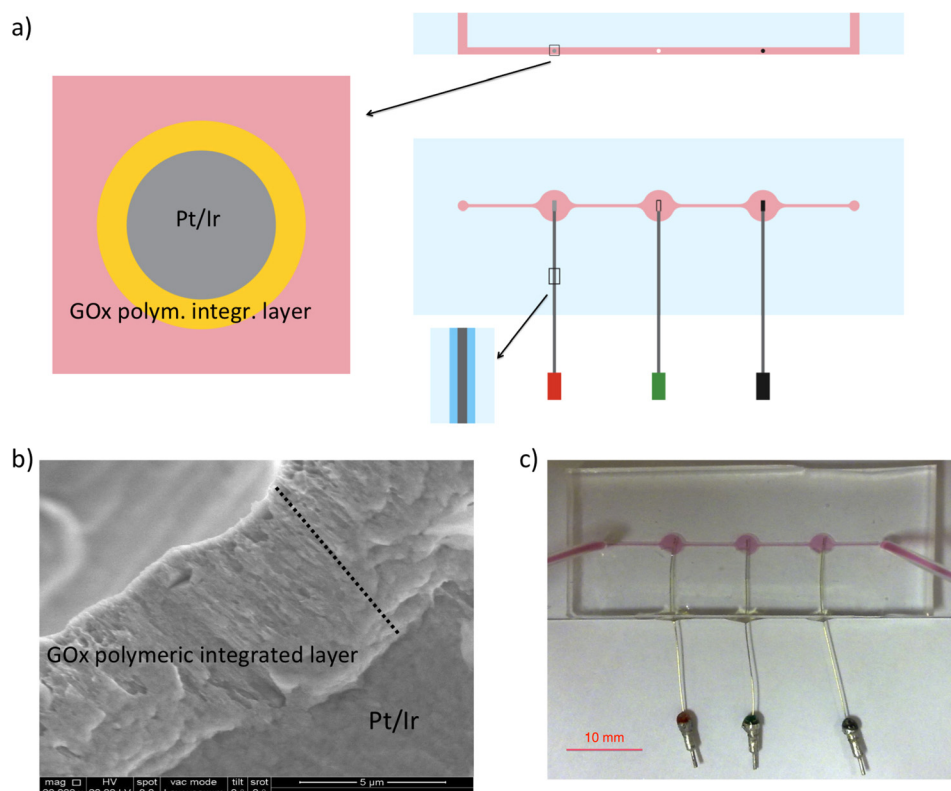 a)
Pt/Ir
GOx polym. integr. layer
b)
GOx polymeric integrated layer
Pt/Ir
mag HV spot vac mode tilt srot
5 µm
c)
10 mm